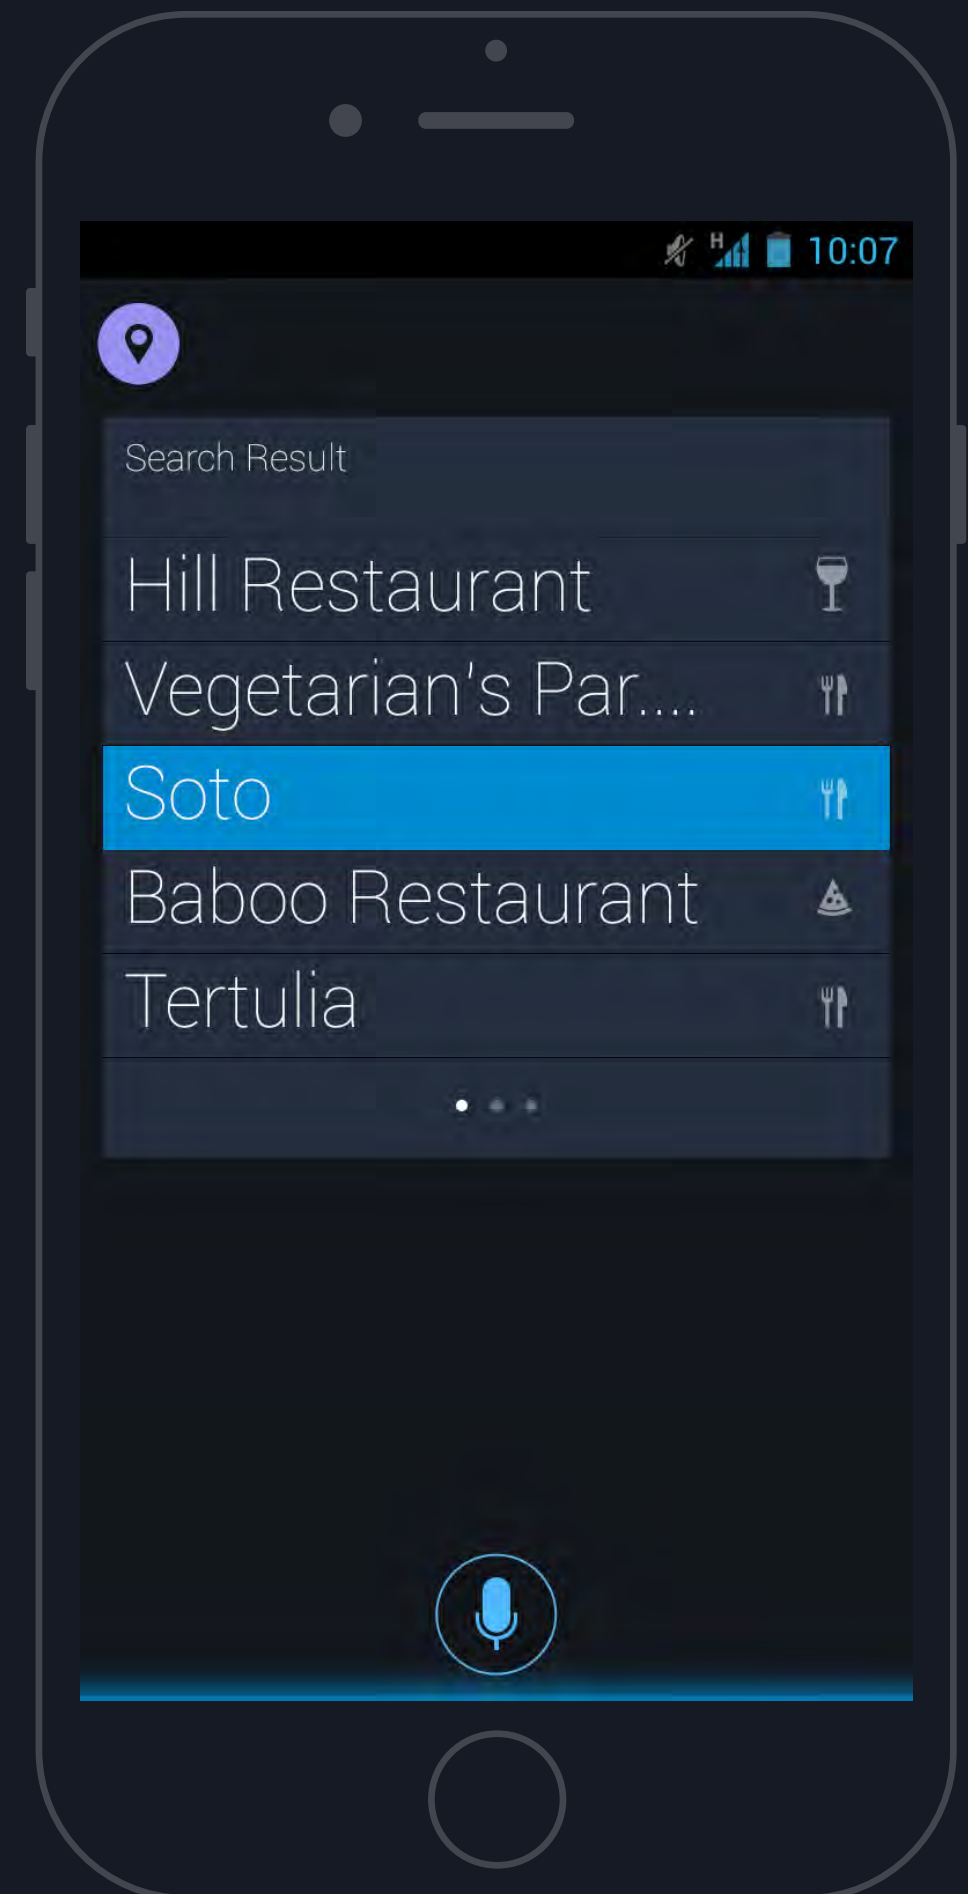 H 10:07
Search Result
Hill Restaurant
Vegetarian's Par....
Soto
Baboo Restaurant
Tertulia